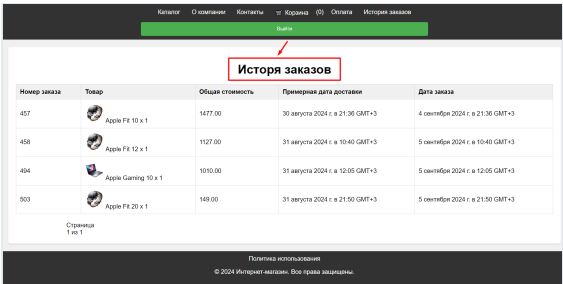 Каталог О компании Контакты Корзина (0) Оплата История заказов
Выйти
Исторя заказов
Номер заказа Товар Общая стоимость Примерная дата доставки Дата заказа
457 Apple Fit 10 x 1 1477.00 30 августа 2024 г. в 21:36 GMT+3 4 сентября 2024 г. в 21:36 GMT+3
458 Apple Fit 12 x 1 1127.00 31 августа 2024 г. в 10:40 GMT+3 5 сентября 2024 г. в 10:40 GMT+3
494 Apple Gaming 10 x 1 1010.00 31 августа 2024 г. в 12:05 GMT+3 5 сентября 2024 г. в 12:05 GMT+3
503 Apple Fit 20 x 1 149.00 31 августа 2024 г. в 21:50 GMT+3 5 сентября 2024 г. в 21:50 GMT+3
Страница
1 из 1
Политика использования
© 2024 Интернет-магазин. Все права защищены.